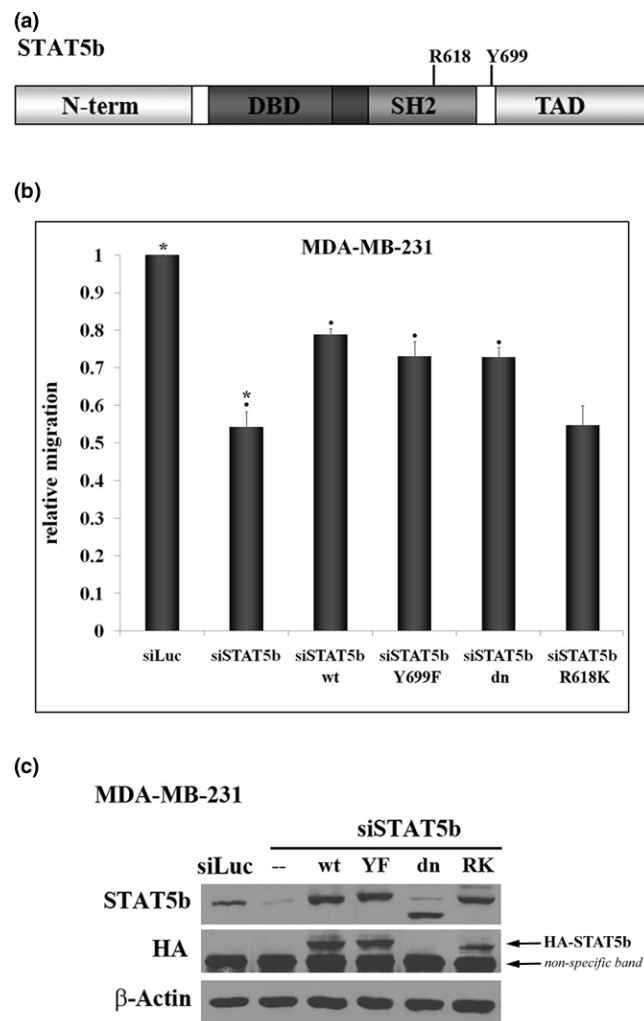 (a)
STAT5b
R618 Y699
N-term DBD SH2 TAD
(b)
MDA-MB-231
relative migration
1
0.9
0.8
0.7
0.6
0.5
0.4
0.3
0.2
0.1
0
* • * • • •
siLuc siSTAT5b siSTAT5b siSTAT5b siSTAT5b siSTAT5b
wt Y699F dn R618K
(c)
MDA-MB-231
siSTAT5b
siLuc -- wt YF dn RK
STAT5b
HA
HA-STAT5b
non-specific band
β-Actin